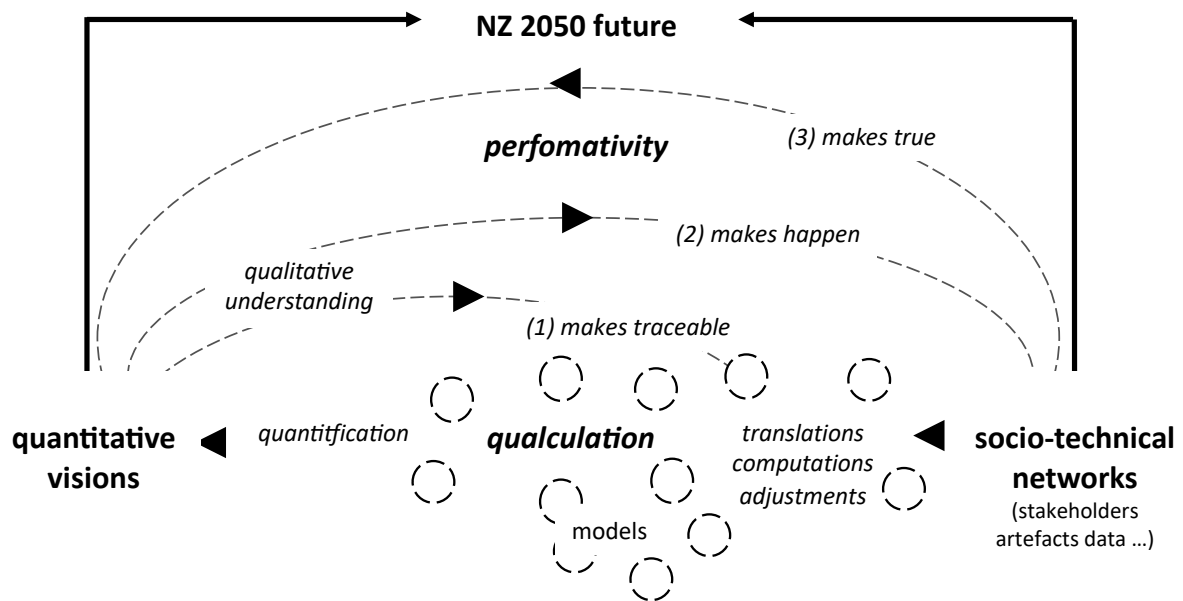 NZ 2050 future
(3) makes true
perfomativity
(2) makes happen
qualitative
understanding
(1) makes traceable
quantitative
visions
quantitfication
qualculation
translations
computations
adjustments
models
socio-technical
networks
(stakeholders
artefacts data ...)